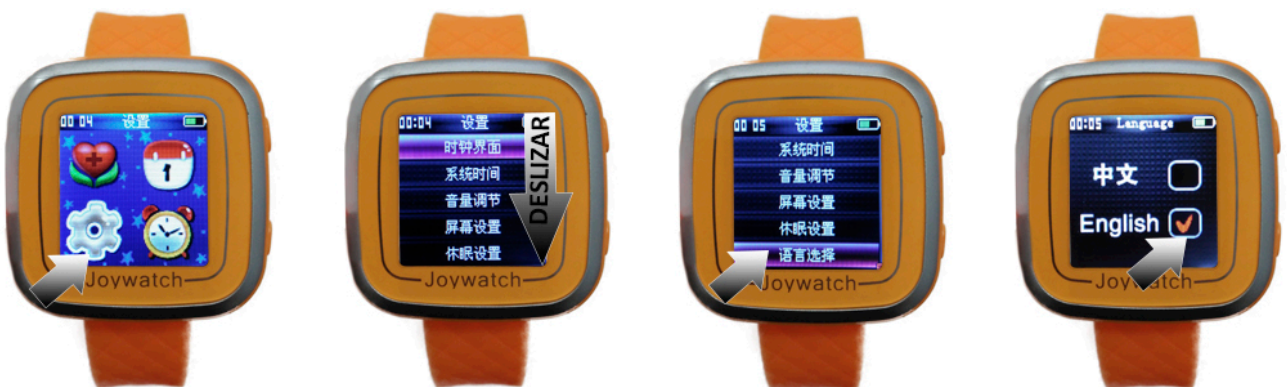 00 04 设置
1
Joywatch
00:04 设置
时钟界面
系统时间
音量调节
屏幕设置
休眠设置
DESLIZAR
Joywatch
00 05 设置
系统时间
音量调节
屏幕设置
休眠设置
语言选择
Joywatch
00:05 Language
中文
English
Joywatch